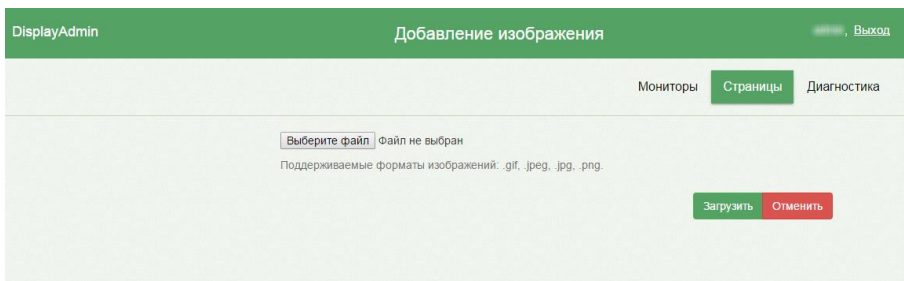 DisplayAdmin Добавление изображения , Выход
Мониторы Страницы Диагностика
Выберите файл Файл не выбран
Поддерживаемые форматы изображений: .gif, .jpeg, .jpg, .png.
Загрузить Отменить